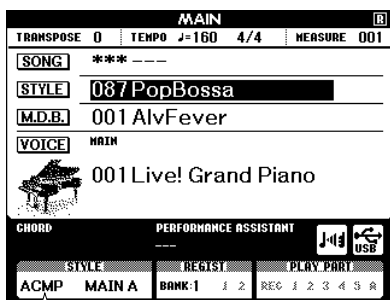 MAIN R
TRANSPOSE 0 TEMPO ♩=160 4/4 MEASURE 001
SONG *** ---
STYLE 087 PopBossa
M.D.B. 001 AlvFever
VOICE MAIN
001 Live! Grand Piano
CHORD PERFORMANCE ASSISTANT
---
USB
STYLE REGIST PLAY PART
ACMP MAIN A BANK:1 1 2 REC 1 2 3 4 5 A